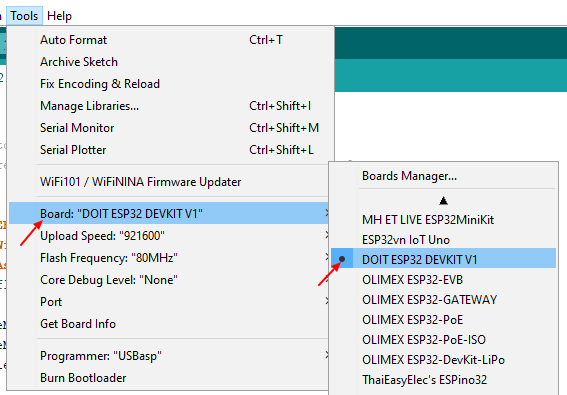 Tools Help
Auto Format Ctrl+T
Archive Sketch
Fix Encoding & Reload
Manage Libraries... Ctrl+Shift+I
Serial Monitor Ctrl+Shift+M
Serial Plotter Ctrl+Shift+L
WiFi101 / WiFiNINA Firmware Updater
Board: "DOIT ESP32 DEVKIT V1"
Upload Speed: "921600"
Flash Frequency: "80MHz"
Core Debug Level: "None"
Port
Get Board Info
Programmer: "USBasp"
Burn Bootloader
Boards Manager...
MH ET LIVE ESP32MiniKit
ESP32vn IoT Uno
DOIT ESP32 DEVKIT V1
OLIMEX ESP32-EVB
OLIMEX ESP32-GATEWAY
OLIMEX ESP32-PoE
OLIMEX ESP32-PoE-ISO
OLIMEX ESP32-DevKit-LiPo
ThaiEasyElec's ESPino32